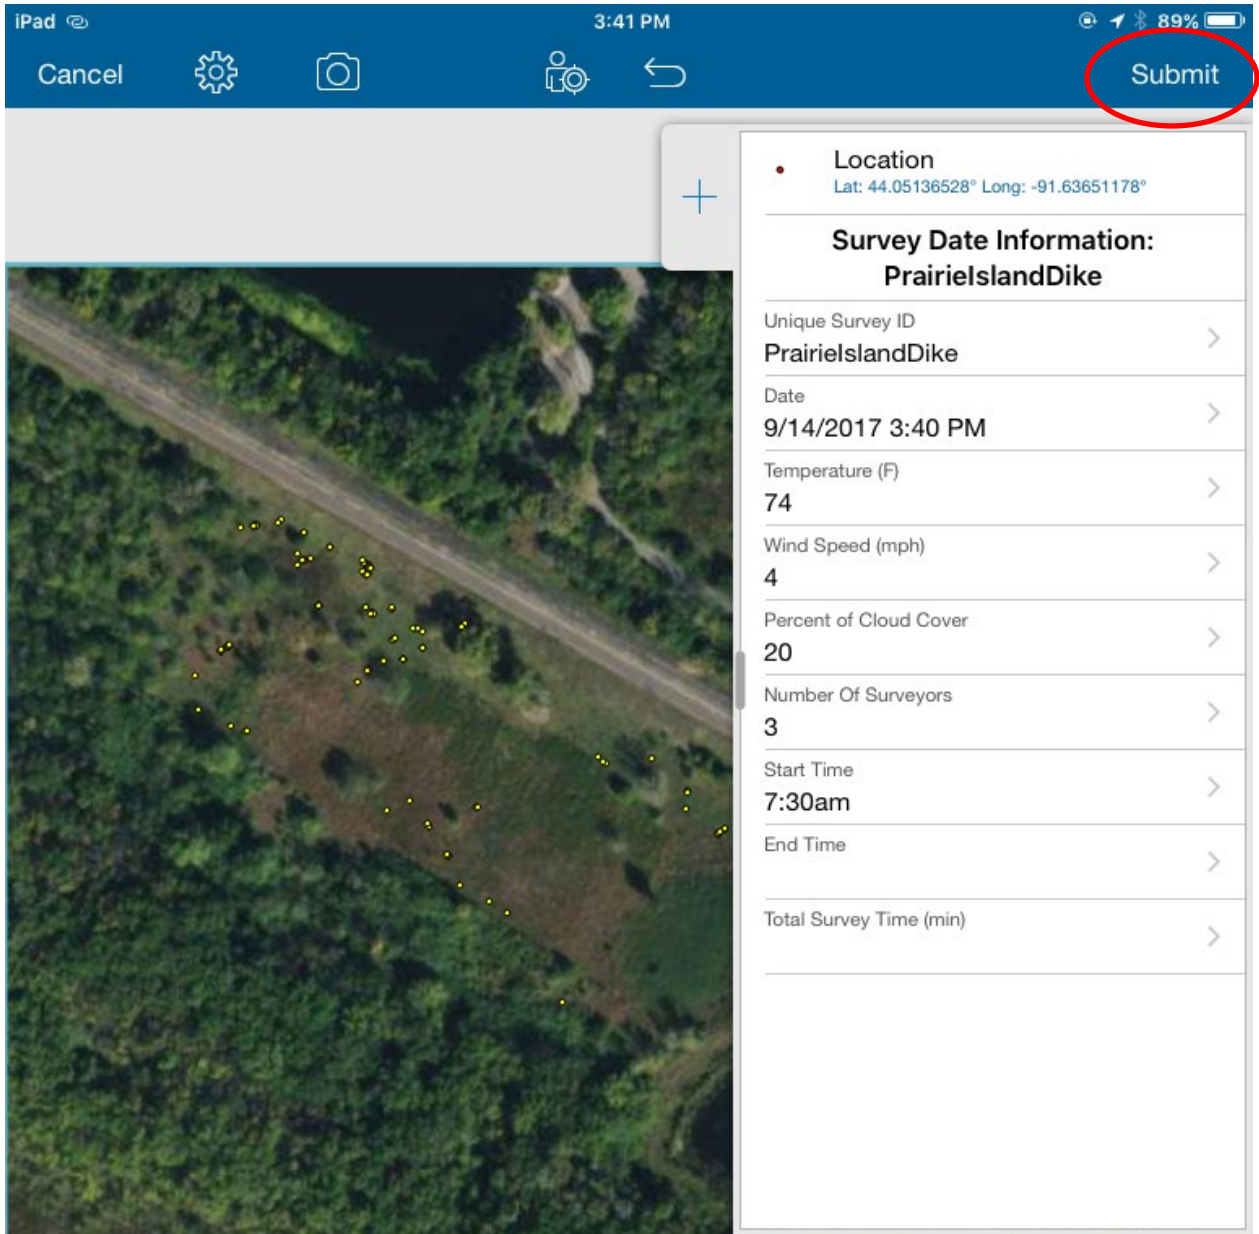 iPad 3:41 PM 89%
Cancel Submit
Location
Lat: 44.05136528° Long: -91.63651178°
Survey Date Information:
PrairieIslandDike
Unique Survey ID
PrairieIslandDike
Date
9/14/2017 3:40 PM
Temperature (F)
74
Wind Speed (mph)
4
Percent of Cloud Cover
20
Number Of Surveyors
3
Start Time
7:30am
End Time
Total Survey Time (min)